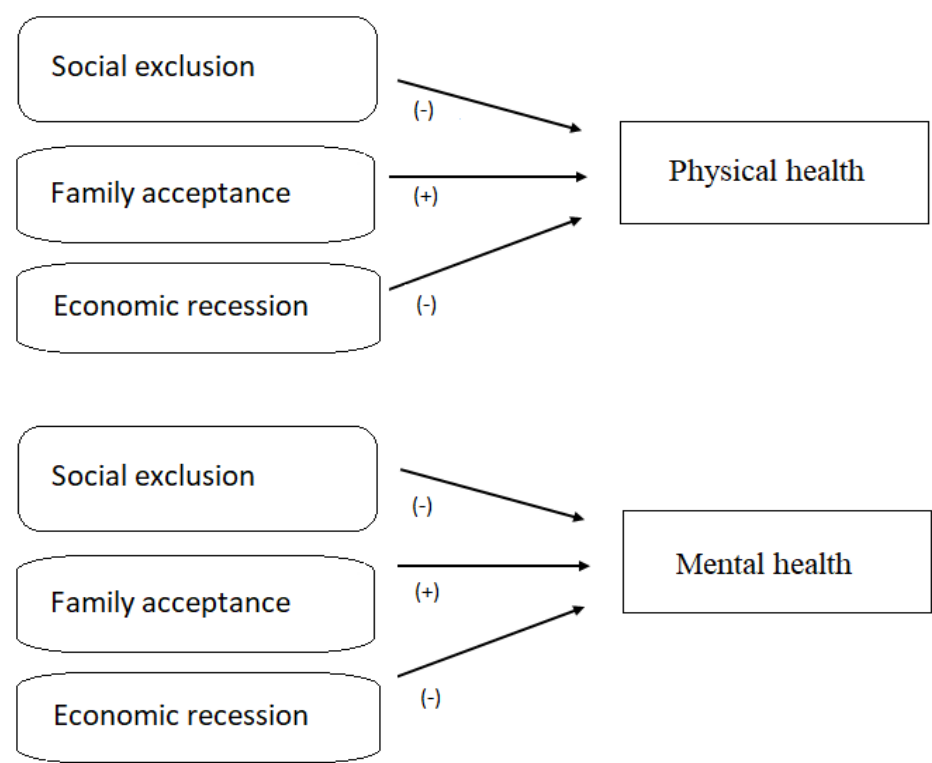 Social exclusion
(-)
Family acceptance
(+)
Economic recession
(-)
Physical health
Social exclusion
(-)
Family acceptance
(+)
Economic recession
(-)
Mental health